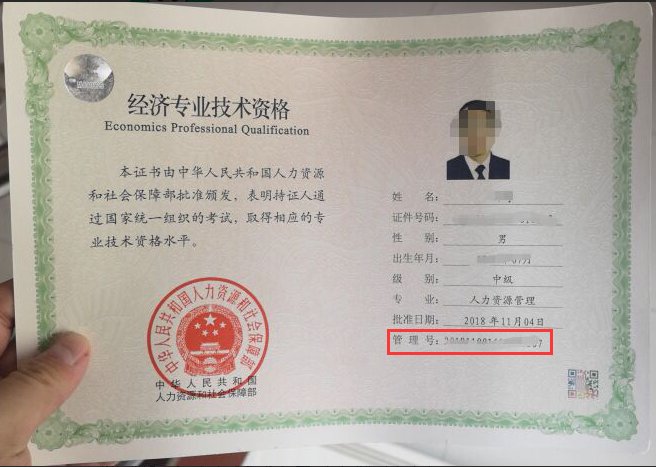 经济专业技术资格
Economics Professional Qualification
本证书由中华人民共和国人力资源
和社会保障部批准颁发，表明持证人通
过国家统一组织的考试，取得相应的专
业技术资格水平。
中华人民共和国人力资源和社会保障部
中华人民共和国
人力资源和社会保障部
姓 名：
证件号码：
性 别： 男
出生年月：
级 别： 中级
专 业： 人力资源管理
批准日期： 2018年11月04日
管 理 号：